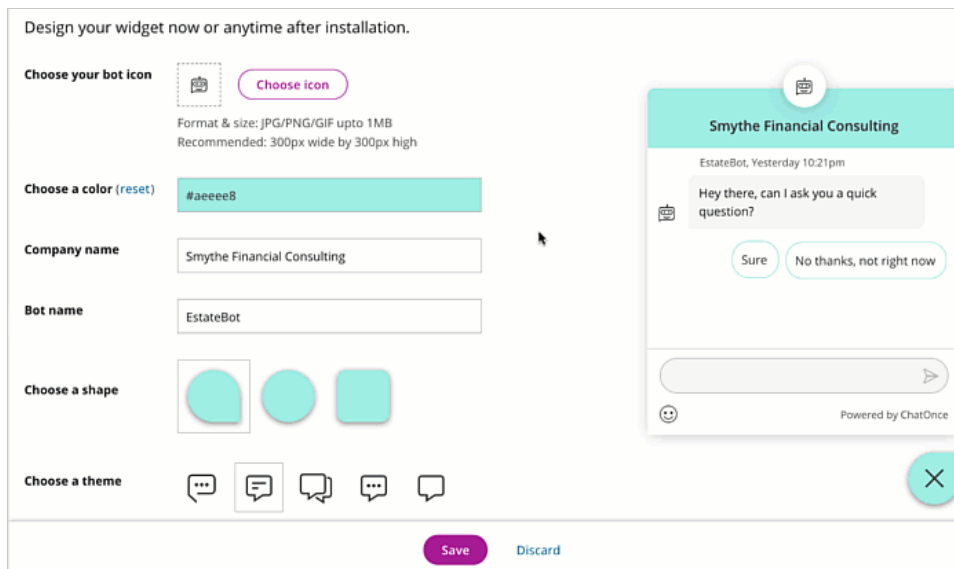 Design your widget now or anytime after installation.
Choose your bot icon
Choose icon
Format & size: JPG/PNG/GIF upto 1MB
Recommended: 300px wide by 300px high
Choose a color (reset)
#aeeee8
Company name
Smythe Financial Consulting
Bot name
EstateBot
Choose a shape
Choose a theme
Smythe Financial Consulting
EstateBot, Yesterday 10:21pm
Hey there, can I ask you a quick
question?
Sure
No thanks, not right now
Powered by ChatOnce
Save
Discard